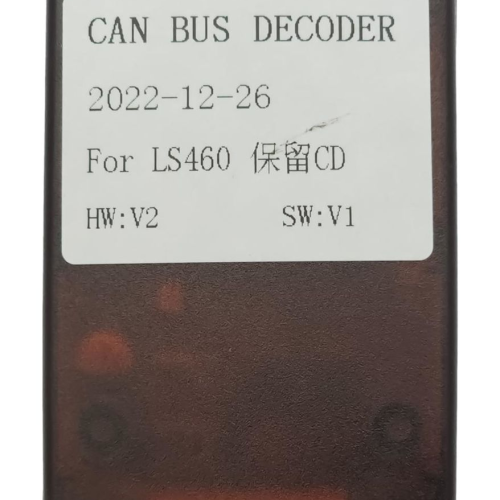 CAN BUS DECODER
2022-12-26
For LS460 保留CD
HW:V2 SW:V1